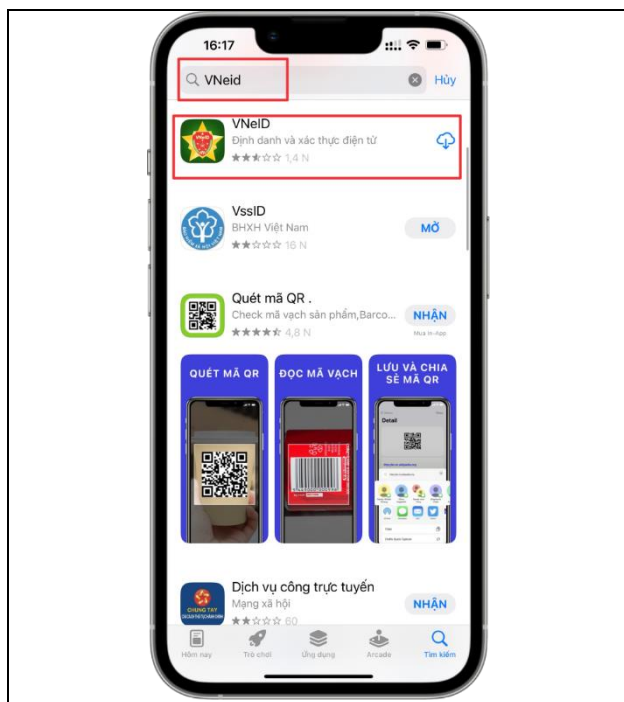 16:17
VNeid
Hủy
VNeID
Định danh và xác thực điện tử
1,4 N
VssID
BHXH Việt Nam
MỞ
16 N
Quét mã QR .
Check mã vạch sản phẩm,Barco...
NHẬN
4,8 N
Mua In-App
QUÉT MÃ QR
ĐỌC MÃ VẠCH
LƯU VÀ CHIA
SẺ MÃ QR
Detail
Dịch vụ công trực tuyến
Mạng xã hội
NHẬN
60
CHUNG TAY
Hôm nay
Trò chơi
Ứng dụng
Arcade
Tìm kiếm